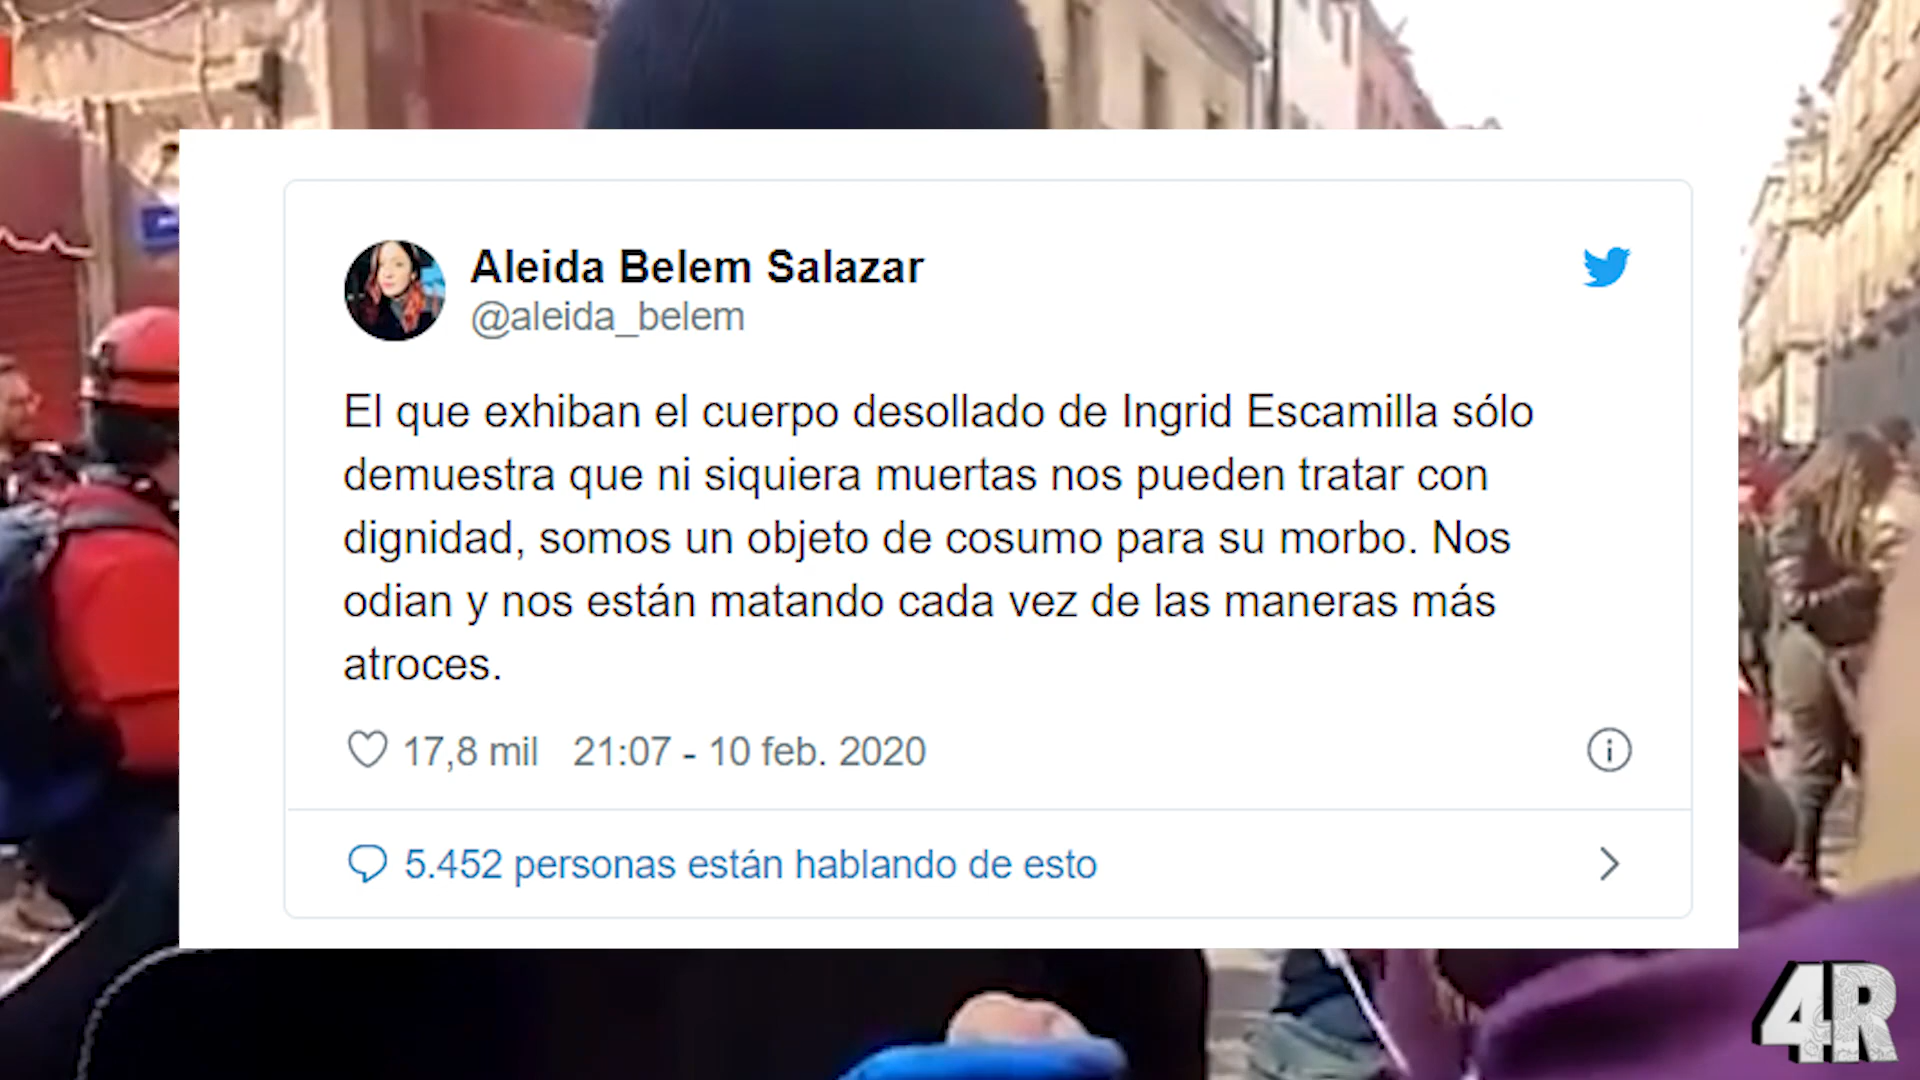 Aleida Belem Salazar
@aleida_belem
El que exhiban el cuerpo desollado de Ingrid Escamilla sólo
demuestra que ni siquiera muertas nos pueden tratar con
dignidad, somos un objeto de cosumo para su morbo. Nos
odian y nos están matando cada vez de las maneras más
atroces.
17,8 mil 21:07 - 10 feb. 2020
5.452 personas están hablando de esto
4R